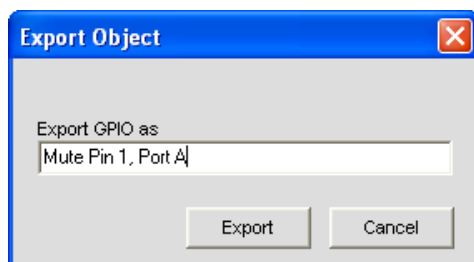 Export Object
Export GPIO as
Mute Pin 1, Port A
Export Cancel